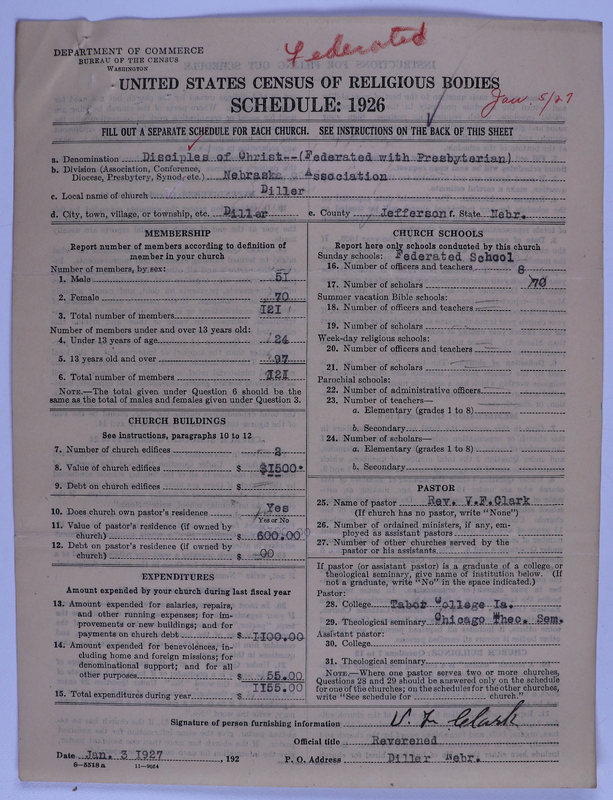 Federated
DEPARTMENT OF COMMERCE
BUREAU OF THE CENSUS
WASHINGTON
UNITED STATES CENSUS OF RELIGIOUS BODIES
SCHEDULE: 1926
Jan. 5/27
FILL OUT A SEPARATE SCHEDULE FOR EACH CHURCH. SEE INSTRUCTIONS ON THE BACK OF THIS SHEET
a. Denomination Disciples of Christ--(Federated with Presbyterian)
b. Division (Association, Conference,
Diocese, Presbytery, Synod, etc.) Nebraska Association
c. Local name of church Diller
d. City, town, village, or township, etc. Diller e. County Jefferson f. State Nebr.
MEMBERSHIP
Report number of members according to definition of
member in your church
Number of members, by sex:
1. Male 51
2. Female 70
3. Total number of members 121
Number of members under and over 13 years old:
4. Under 13 years of age 24
5. 13 years old and over 97
6. Total number of members 121
NOTE.—The total given under Question 6 should be
the same as the total of males and females given under Question 3.
CHURCH BUILDINGS
See instructions, paragraphs 10 to 12
7. Number of church edifices 2
8. Value of church edifices $ $1500.
9. Debt on church edifices $
10. Does church own pastor's residence? Yes
Yes or No
11. Value of pastor's residence (if owned by
church) $ 600.00
12. Debt on pastor's residence (if owned by
church) $ 00
EXPENDITURES
Amount expended by your church during last fiscal year
13. Amount expended for salaries, repairs,
and other running expenses; for im-
provements or new buildings; and for
payments on church debt $ 1100.00
14. Amount expended for benevolences, in-
cluding home and foreign missions; for
denominational support; and for all
other purposes $ 55.00
15. Total expenditures during year $ 1155.00
CHURCH SCHOOLS
Report here only schools conducted by this church
Sunday schools: Federated School
16. Number of officers and teachers 8
17. Number of scholars 70
Summer vacation Bible schools:
18. Number of officers and teachers
19. Number of scholars
Week-day religious schools:
20. Number of officers and teachers
21. Number of scholars
Parochial schools:
22. Number of administrative officers
23. Number of teachers—
a. Elementary (grades 1 to 8)
b. Secondary
24. Number of scholars—
a. Elementary (grades 1 to 8)
b. Secondary
PASTOR
25. Name of pastor Rev. V.F.Clark
(If church has no pastor, write "None")
26. Number of ordained ministers, if any, em-
ployed as assistant pastors
27. Number of other churches served by the
pastor or his assistants
If pastor (or assistant pastor) is a graduate of a college or
theological seminary, give name of institution below. (If
not a graduate, write "No" in the space indicated.)
Pastor:
28. College Tabor College Ia.
29. Theological seminary Chicago Theo. Sem.
Assistant pastor:
30. College
31. Theological seminary
NOTE.—Where one pastor serves two or more churches,
Questions 28 and 29 should be answered only on the schedule
for one of the churches; on the schedules for the other churches,
write "See schedule for church."
Signature of person furnishing information V. F. Clark
Official title Reverened
Date Jan. 3 1927 , 192 P. O. Address Diller Nebr.
8—5518a 11—9024